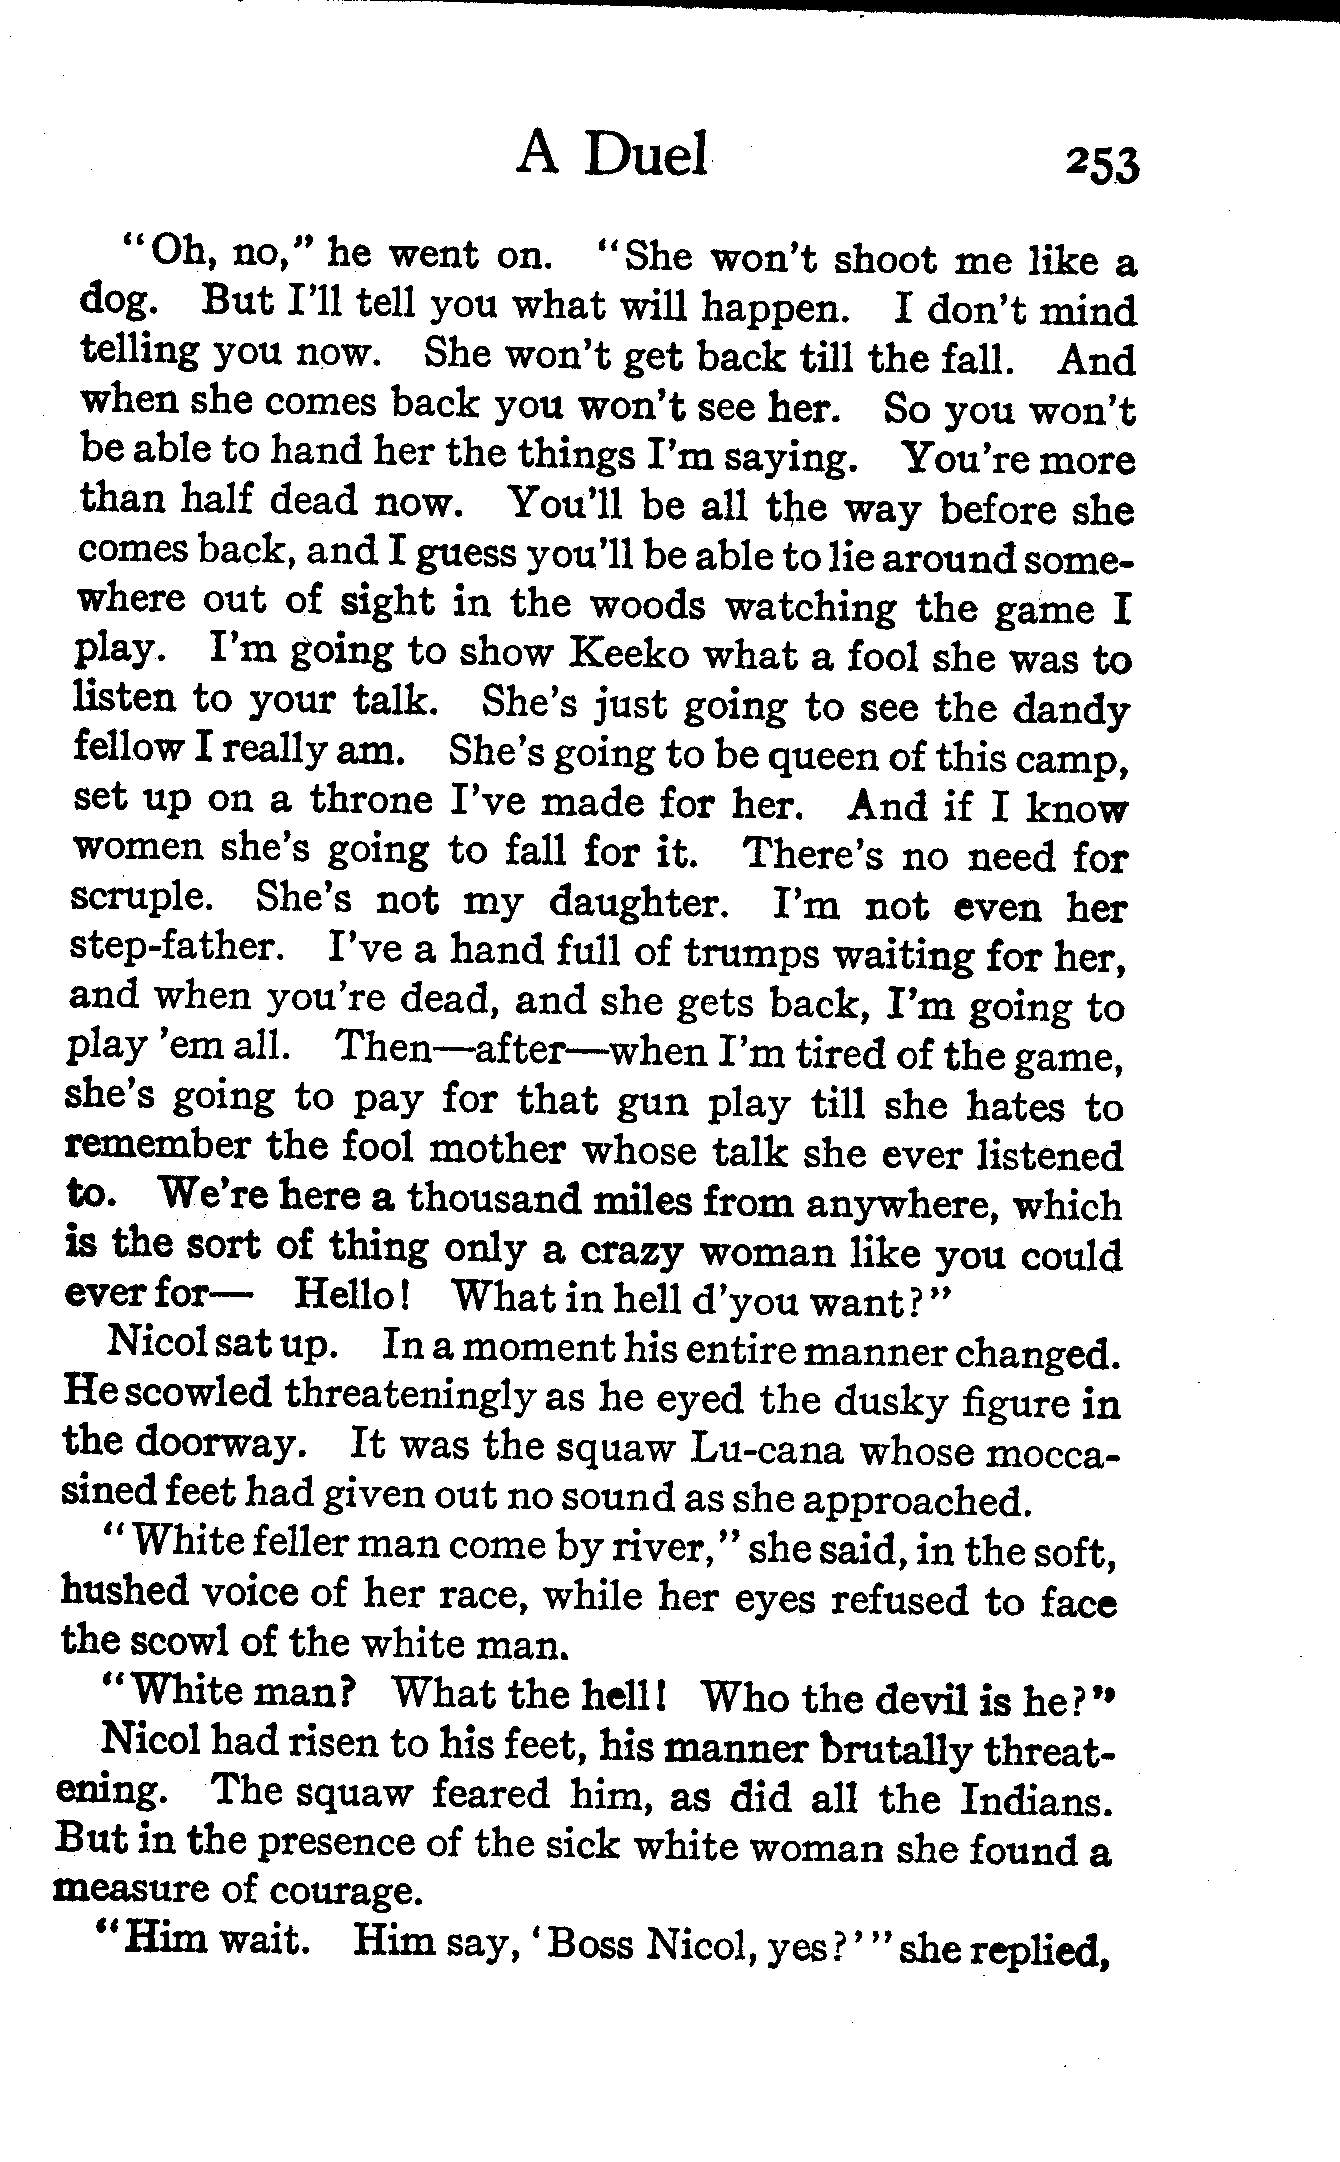 A Duel 253
"Oh, no," he went on. "She won't shoot me like a
dog. But I'll tell you what will happen. I don't mind
telling you now. She won't get back till the fall. And
when she comes back you won't see her. So you won't
be able to hand her the things I'm saying. You're more
than half dead now. You'll be all the way before she
comes back, and I guess you'll be able to lie around some-
where out of sight in the woods watching the game I
play. I'm going to show Keeko what a fool she was to
listen to your talk. She's just going to see the dandy
fellow I really am. She's going to be queen of this camp,
set up on a throne I've made for her. And if I know
women she's going to fall for it. There's no need for
scruple. She's not my daughter. I'm not even her
step-father. I've a hand full of trumps waiting for her,
and when you're dead, and she gets back, I'm going to
play 'em all. Then—after—when I'm tired of the game,
she's going to pay for that gun play till she hates to
remember the fool mother whose talk she ever listened
to. We're here a thousand miles from anywhere, which
is the sort of thing only a crazy woman like you could
ever for— Hello! What in hell d'you want?"
Nicol sat up. In a moment his entire manner changed.
He scowled threateningly as he eyed the dusky figure in
the doorway. It was the squaw Lu-cana whose mocca-
sined feet had given out no sound as she approached.
"White feller man come by river," she said, in the soft,
hushed voice of her race, while her eyes refused to face
the scowl of the white man.
"White man? What the hell! Who the devil is he?"
Nicol had risen to his feet, his manner brutally threat-
ening. The squaw feared him, as did all the Indians.
But in the presence of the sick white woman she found a
measure of courage.
"Him wait. Him say, 'Boss Nicol, yes?'" she replied,